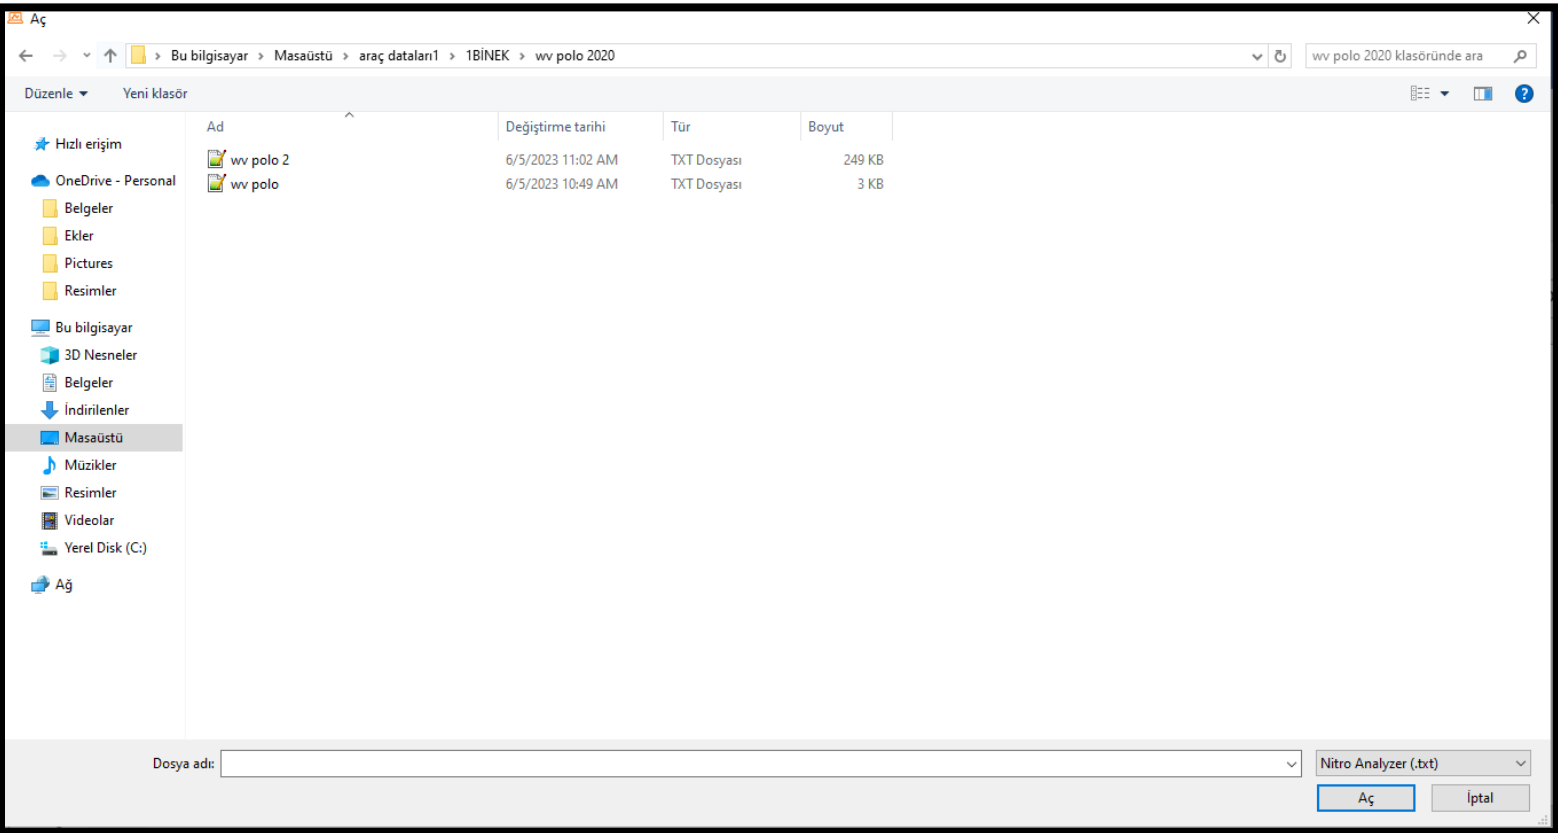 Aç
Bu bilgisayar > Masaüstü > araç dataları1 > 1BİNEK > wv polo 2020
wv polo 2020 klasöründe ara
Düzenle
Yeni klasör
Ad
Değiştirme tarihi
Tür
Boyut
wv polo 2
6/5/2023 11:02 AM
TXT Dosyası
249 KB
wv polo
6/5/2023 10:49 AM
TXT Dosyası
3 KB
Hızlı erişim
OneDrive - Personal
Belgeler
Ekler
Pictures
Resimler
Bu bilgisayar
3D Nesneler
Belgeler
İndirilenler
Masaüstü
Müzikler
Resimler
Videolar
Yerel Disk (C:)
Ağ
Dosya adı:
Nitro Analyzer (.txt)
Aç
İptal